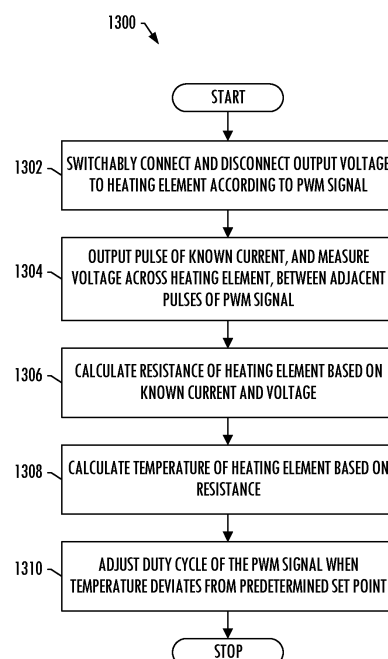 1300
START
1302
SWITCHABLY CONNECT AND DISCONNECT OUTPUT VOLTAGE
TO HEATING ELEMENT ACCORDING TO PWM SIGNAL
1304
OUTPUT PULSE OF KNOWN CURRENT, AND MEASURE
VOLTAGE ACROSS HEATING ELEMENT, BETWEEN ADJACENT
PULSES OF PWM SIGNAL
1306
CALCULATE RESISTANCE OF HEATING ELEMENT BASED ON
KNOWN CURRENT AND VOLTAGE
1308
CALCULATE TEMPERATURE OF HEATING ELEMENT BASED ON
RESISTANCE
1310
ADJUST DUTY CYCLE OF THE PWM SIGNAL WHEN
TEMPERATURE DEVIATES FROM PREDETERMINED SET POINT
STOP